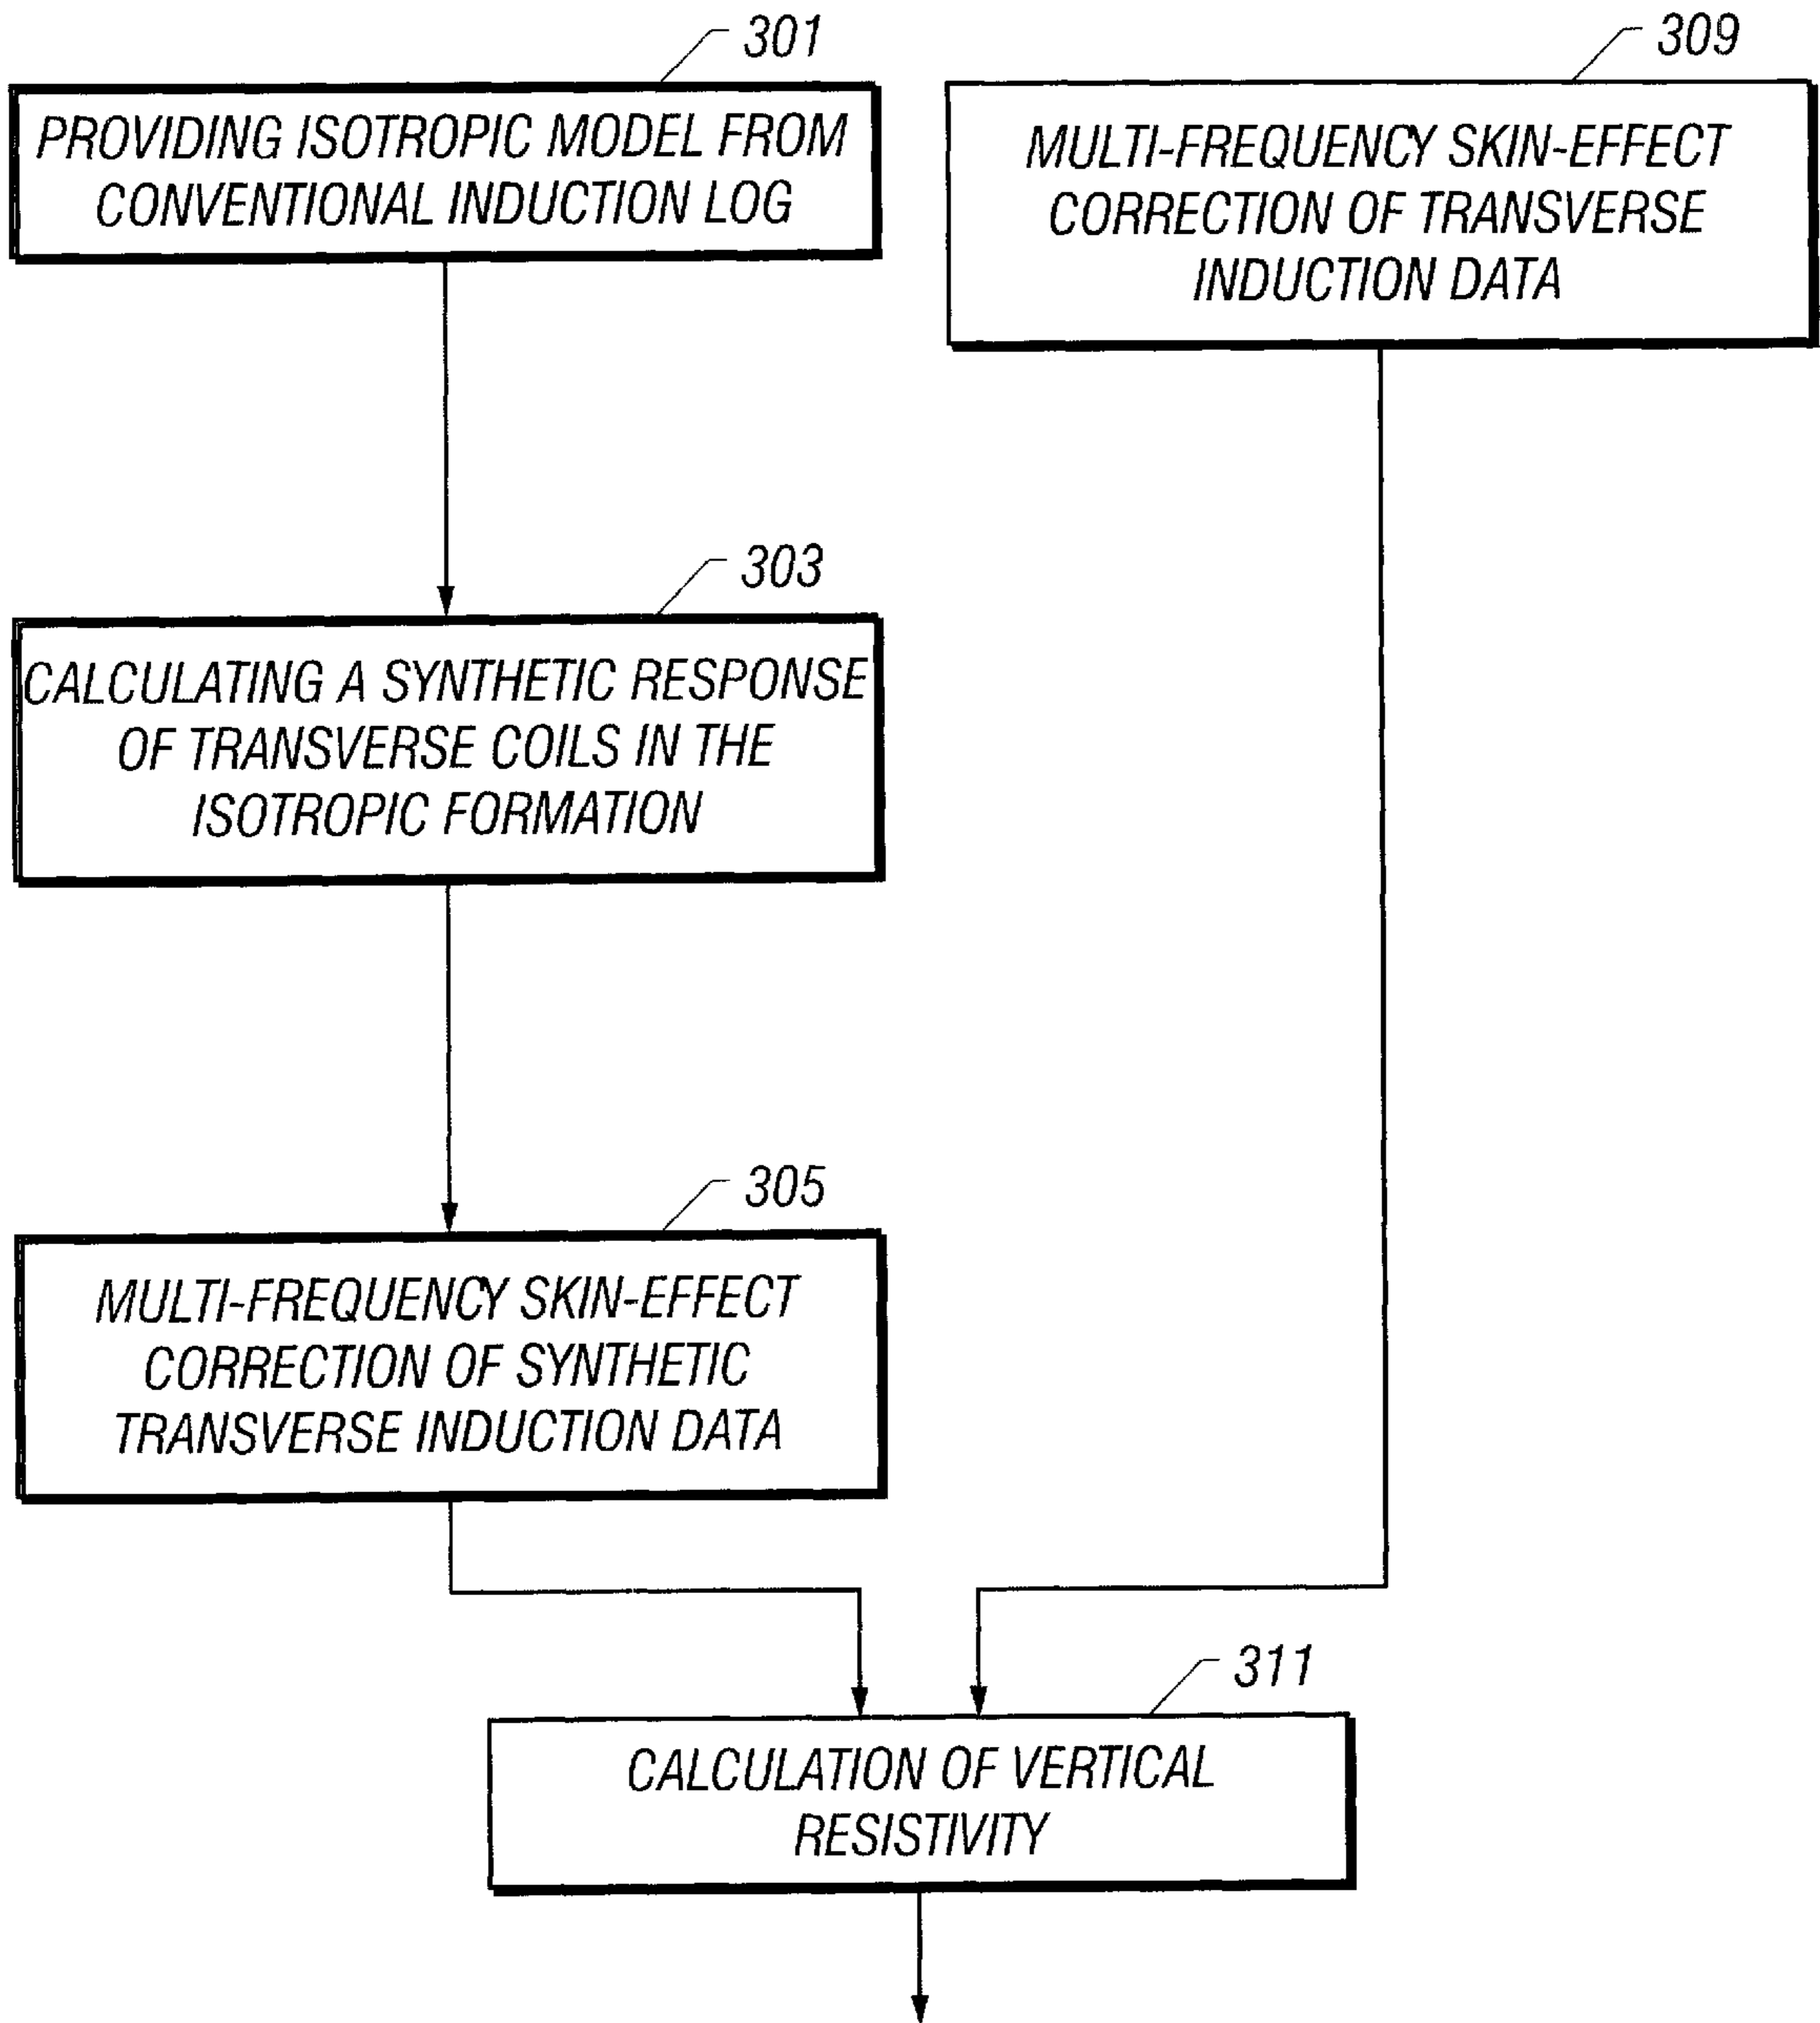 301
PROVIDING ISOTROPIC MODEL FROM
CONVENTIONAL INDUCTION LOG
309
MULTI-FREQUENCY SKIN-EFFECT
CORRECTION OF TRANSVERSE
INDUCTION DATA
303
CALCULATING A SYNTHETIC RESPONSE
OF TRANSVERSE COILS IN THE
ISOTROPIC FORMATION
305
MULTI-FREQUENCY SKIN-EFFECT
CORRECTION OF SYNTHETIC
TRANSVERSE INDUCTION DATA
311
CALCULATION OF VERTICAL
RESISTIVITY